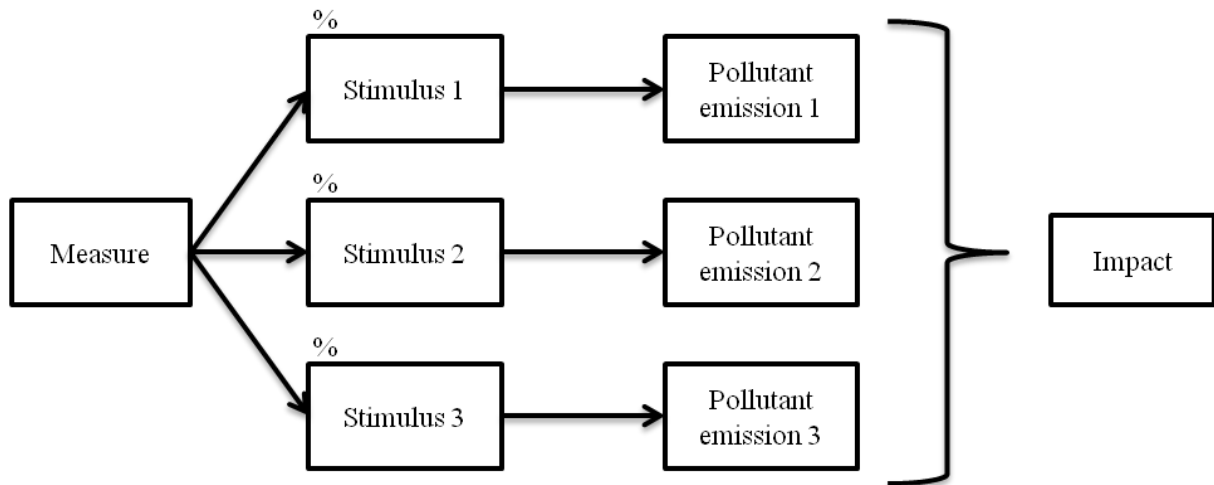 %
Stimulus 1
Pollutant
emission 1
%
Measure
Stimulus 2
Pollutant
emission 2
Impact
%
Stimulus 3
Pollutant
emission 3